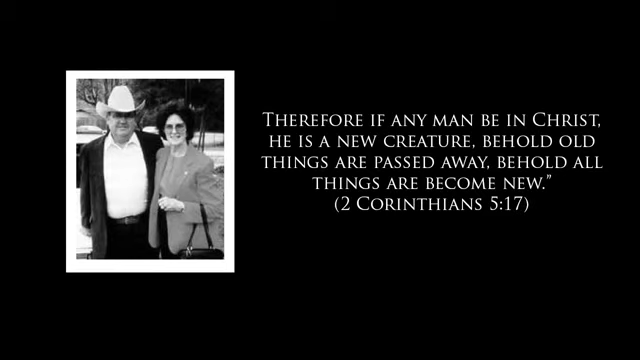 Therefore if any man be in Christ,
he is a new creature, behold old
things are passed away, behold all
things are become new.”
(2 Corinthians 5:17)